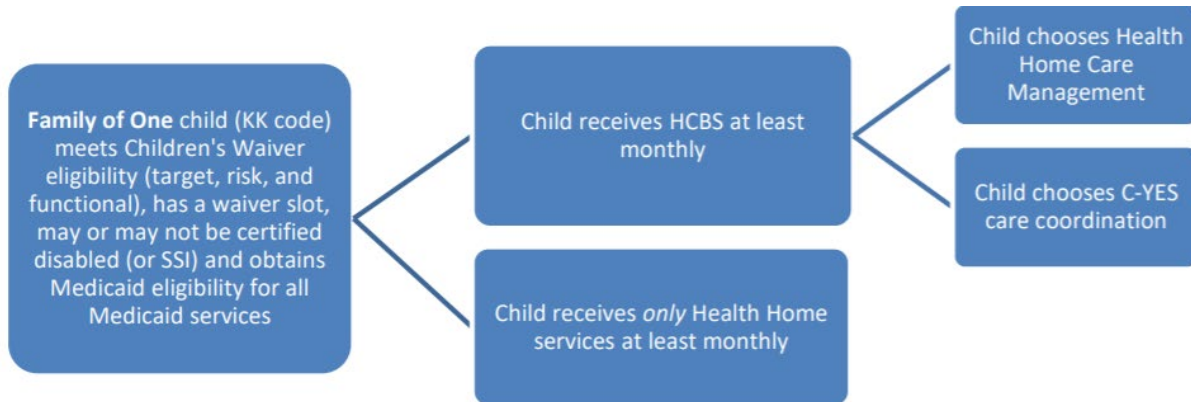 Family of One child (KK code)
meets Children's Waiver
eligibility (target, risk, and
functional), has a waiver slot,
may or may not be certified
disabled (or SSI) and obtains
Medicaid eligibility for all
Medicaid services
Child receives HCBS at least
monthly
Child receives only Health Home
services at least monthly
Child chooses Health
Home Care
Management
Child chooses C-YES
care coordination